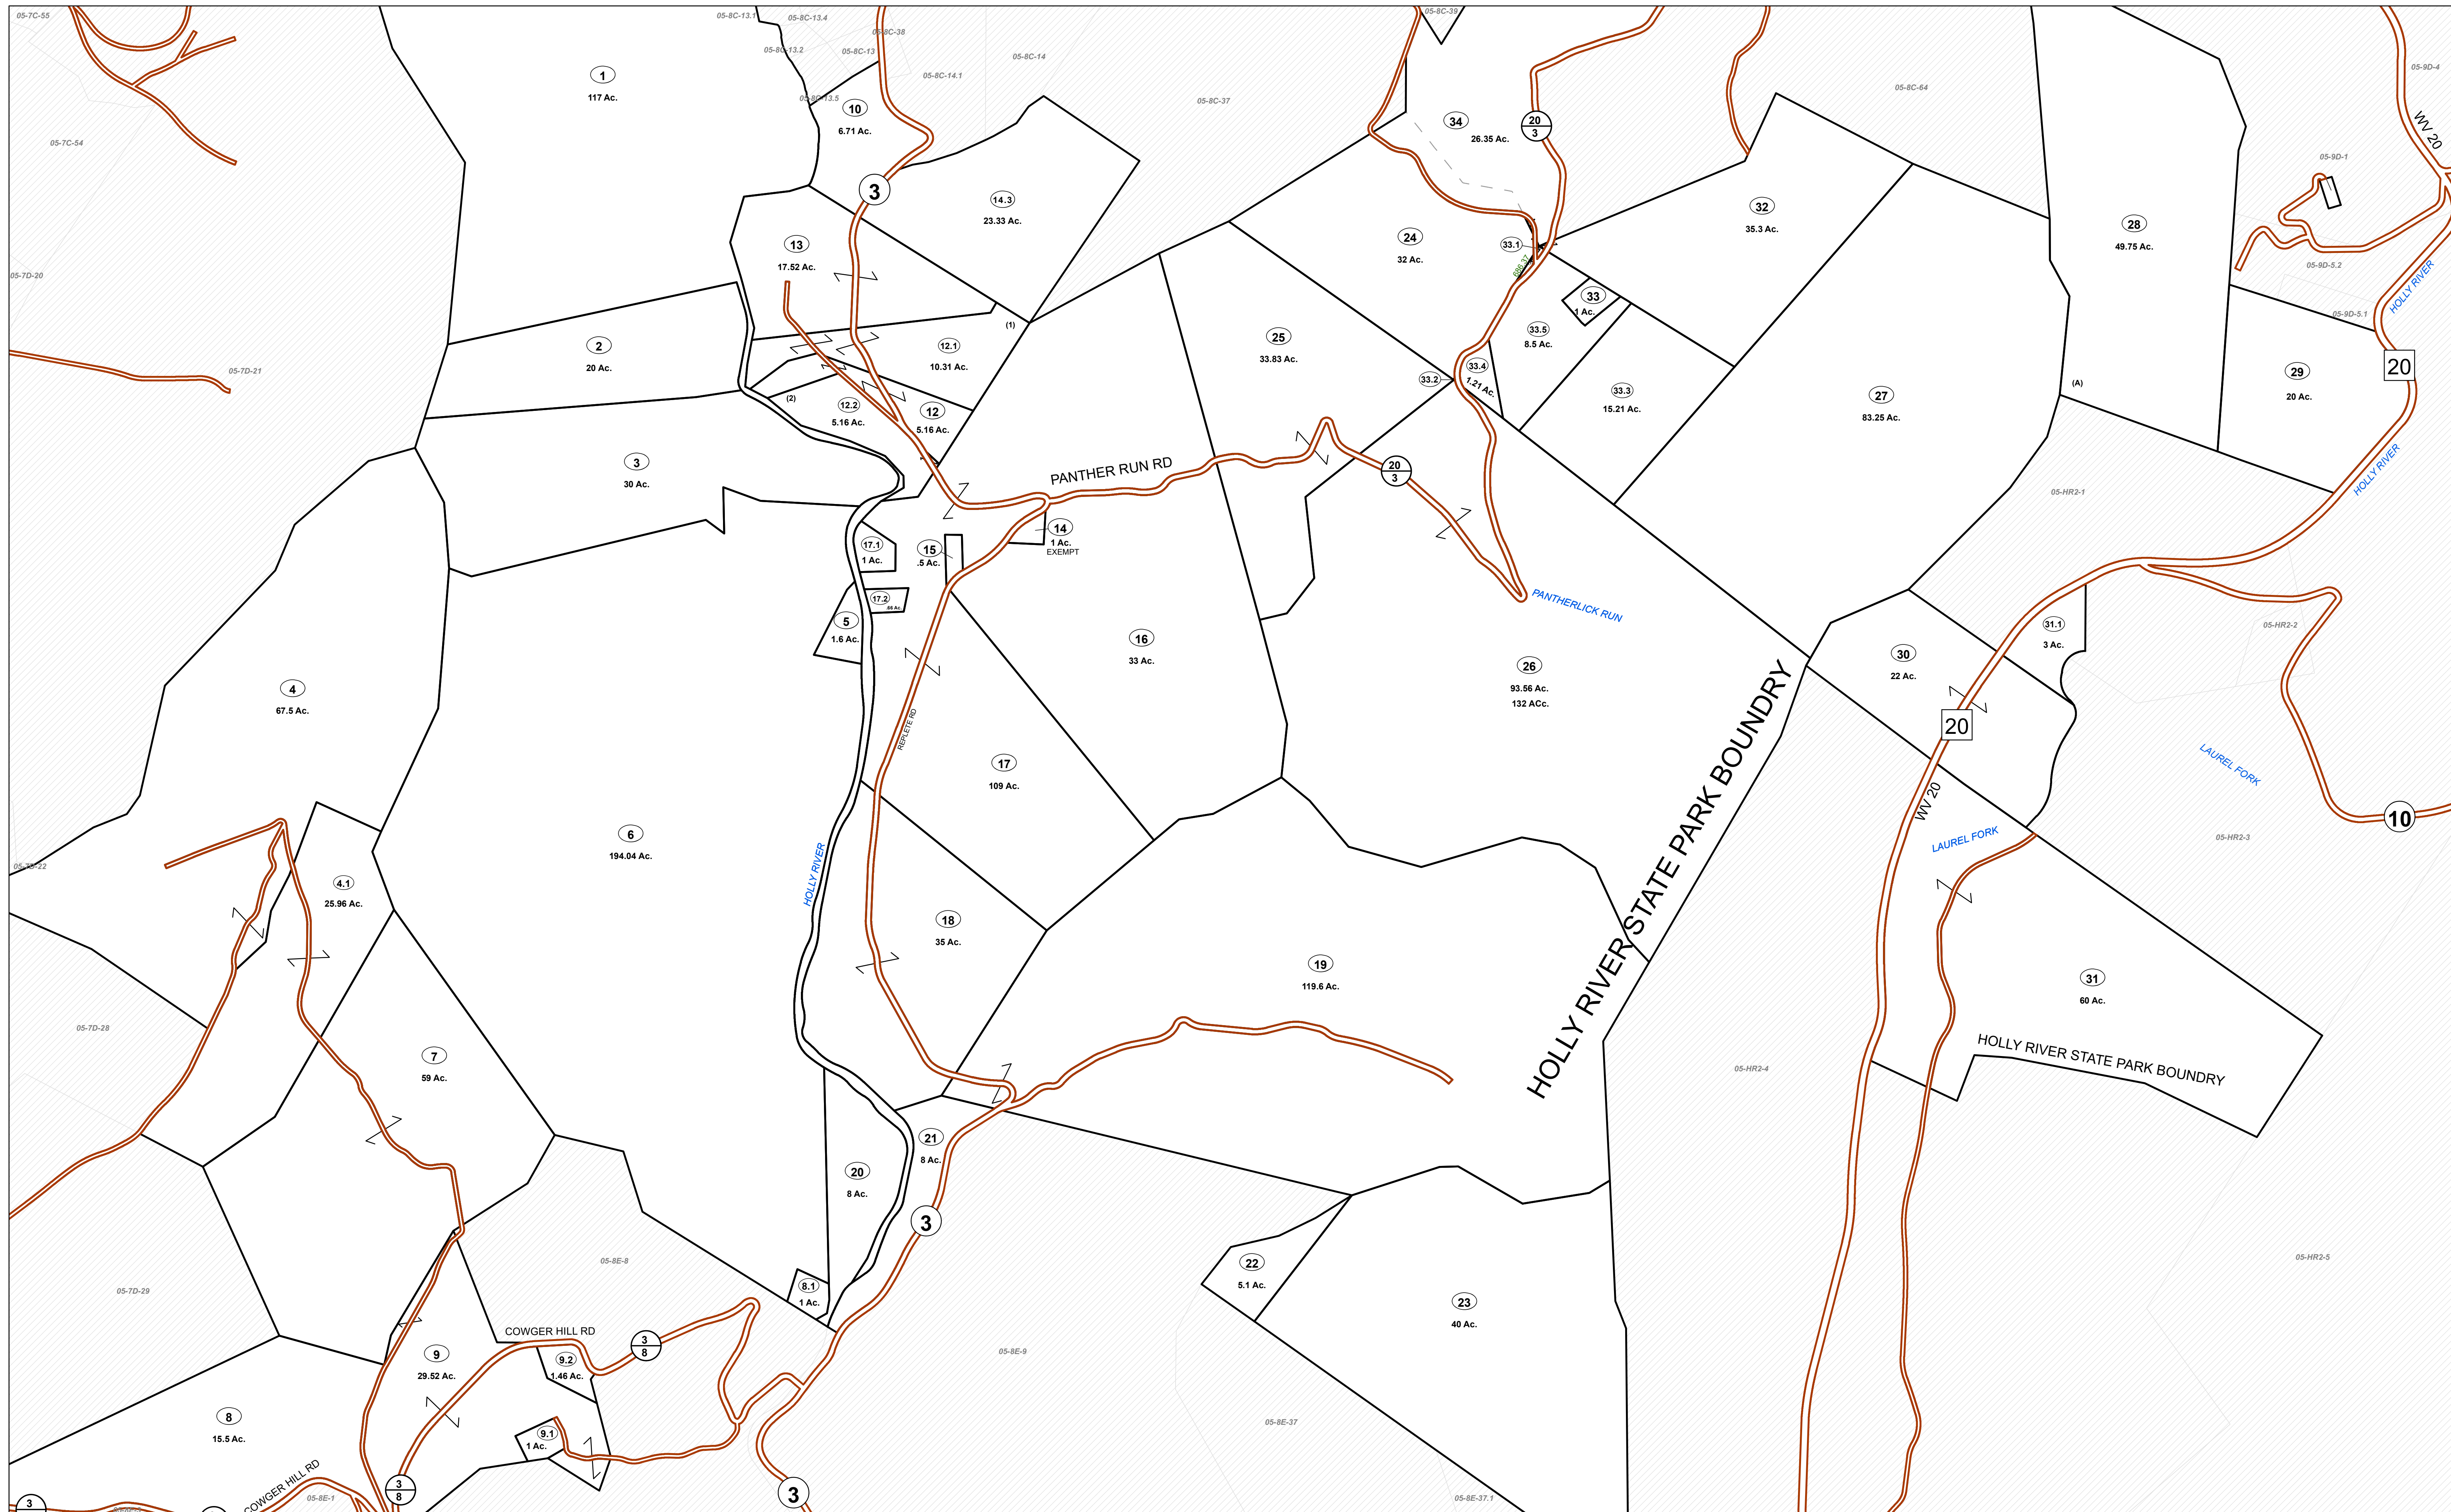 05-7C-55
05-8C-13.1
05-8C-13.4
05-8C-38
05-8C-13.2
05-8C-13
05-8C-14
05-8C-14.1
05-8C-13.5
05-8C-39
05-8C-37
05-8C-64
05-9D-4
05-9D-1
05-9D-5.2
05-9D-5.1
05-7C-54
05-7D-20
05-7D-21
1
117 Ac.
10
6.71 Ac.
3
14.3
23.33 Ac.
13
17.52 Ac.
34
26.35 Ac.
20
3
32
35.3 Ac.
28
49.75 Ac.
WV 20
HOLLY RIVER
24
32 Ac.
33.1
686.37
33
1 Ac.
33.5
8.5 Ac.
33.4
1.21 Ac.
33.2
33.3
15.21 Ac.
2
20 Ac.
(1)
12.1
10.31 Ac.
(2)
12.2
5.16 Ac.
12
5.16 Ac.
25
33.83 Ac.
27
83.25 Ac.
(A)
29
20 Ac.
20
HOLLY RIVER
3
30 Ac.
PANTHER RUN RD
20
3
05-HR2-1
17.1
1 Ac.
15
.5 Ac.
14
1 Ac.
EXEMPT
17.2
.88 Ac.
5
1.6 Ac.
16
33 Ac.
PANTHERLICK RUN
26
93.56 Ac.
132 ACc.
30
22 Ac.
31.1
3 Ac.
05-HR2-2
4
67.5 Ac.
REPLETE RD
17
109 Ac.
20
WV 20
LAUREL FORK
LAUREL FORK
10
05-HR2-3
6
194.04 Ac.
HOLLY RIVER
05-7D-22
4.1
25.96 Ac.
18
35 Ac.
19
119.6 Ac.
HOLLY RIVER STATE PARK BOUNDRY
31
60 Ac.
HOLLY RIVER STATE PARK BOUNDRY
05-7D-28
7
59 Ac.
05-HR2-4
20
8 Ac.
21
8 Ac.
3
05-HR2-5
05-7D-29
05-8E-8
8.1
1 Ac.
22
5.1 Ac.
23
40 Ac.
COWGER HILL RD
3
8
9
29.52 Ac.
9.2
1.46 Ac.
05-8E-9
8
15.5 Ac.
9.1
1 Ac.
05-8E-37
COWGER HILL RD
3
8
3
05-8E-1
05-8E-37.1
3